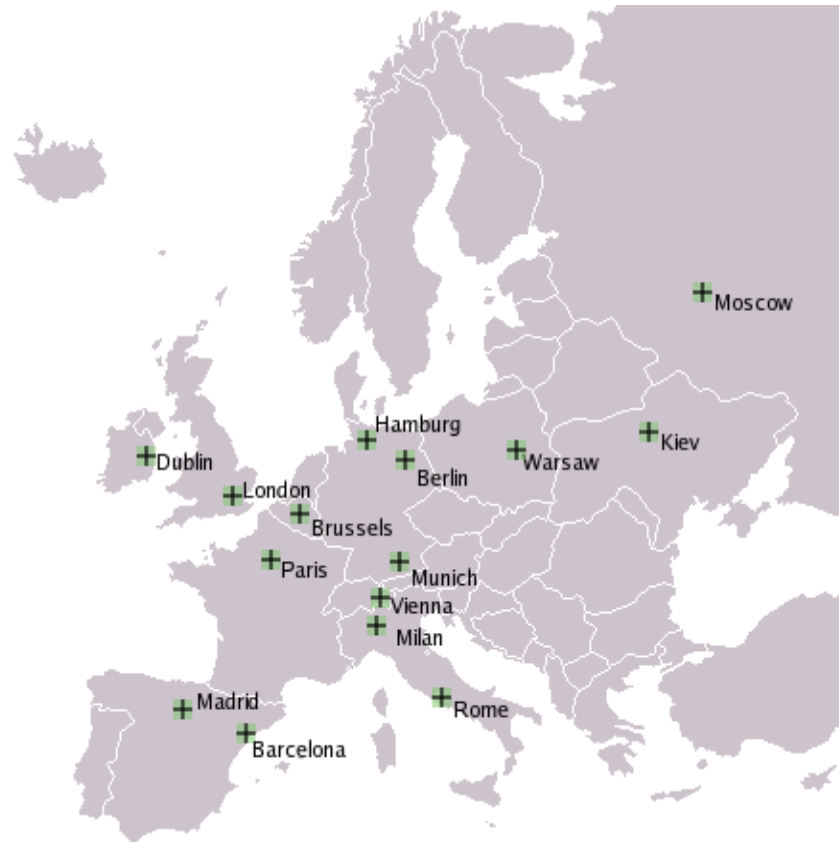 Moscow
Hamburg
Kiev
Dublin
Warsaw
Berlin
London
Brussels
Paris
Munich
Vienna
Milan
Madrid
Rome
Barcelona